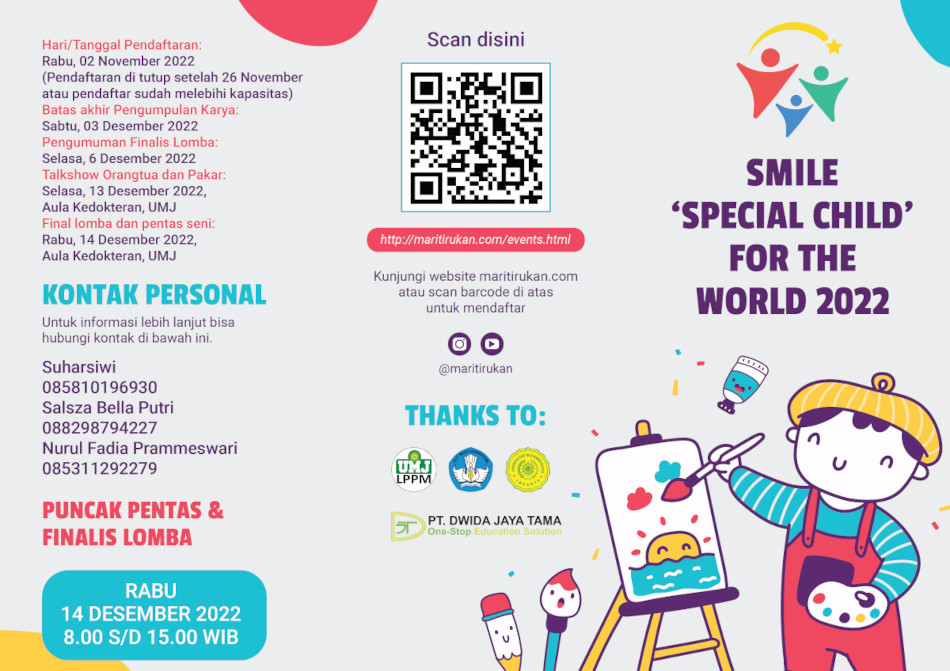 Hari/Tanggal Pendaftaran:
Rabu, 02 November 2022
(Pendaftaran di tutup setelah 26 November
atau pendaftar sudah melebihi kapasitas)
Batas akhir Pengumpulan Karya:
Sabtu, 03 Desember 2022
Pengumuman Finalis Lomba:
Selasa, 6 Desember 2022
Talkshow Orangtua dan Pakar:
Selasa, 13 Desember 2022,
Aula Kedokteran, UMJ
Final lomba dan pentas seni:
Rabu, 14 Desember 2022,
Aula Kedokteran, UMJ
KONTAK PERSONAL
Untuk informasi lebih lanjut bisa
hubungi kontak di bawah ini.
Suharsiwi
085810196930
Salsza Bella Putri
088298794227
Nurul Fadia Prammeswari
085311292279
PUNCAK PENTAS &
FINALIS LOMBA
RABU
14 DESEMBER 2022
8.00 S/D 15.00 WIB
Scan disini
http://maritirukan.com/events.html
Kunjungi website maritirukan.com
atau scan barcode di atas
untuk mendaftar
@maritirukan
THANKS TO:
UMJ
LPPM
PT. DWIDA JAYA TAMA
One-Stop Education Solution
SMILE
‘SPECIAL CHILD’
FOR THE
WORLD 2022